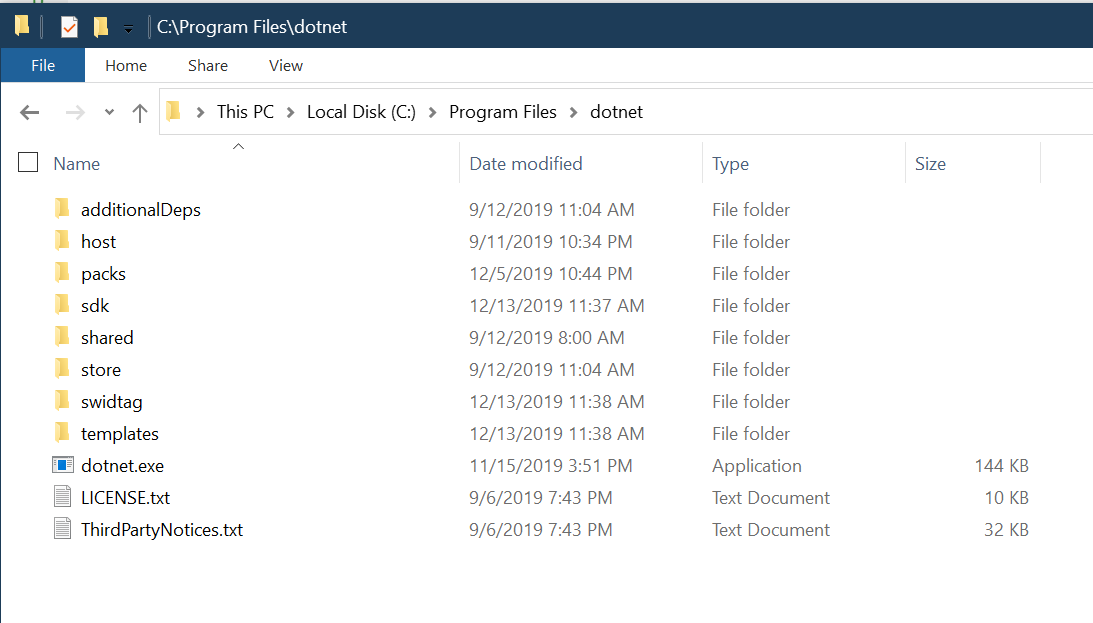 C:\Program Files\dotnet
File Home Share View
This PC Local Disk (C:) Program Files dotnet
Name Date modified Type Size
additionalDeps 9/12/2019 11:04 AM File folder
host 9/11/2019 10:34 PM File folder
packs 12/5/2019 10:44 PM File folder
sdk 12/13/2019 11:37 AM File folder
shared 9/12/2019 8:00 AM File folder
store 9/12/2019 11:04 AM File folder
swidtag 12/13/2019 11:38 AM File folder
templates 12/13/2019 11:38 AM File folder
dotnet.exe 11/15/2019 3:51 PM Application 144 KB
LICENSE.txt 9/6/2019 7:43 PM Text Document 10 KB
ThirdPartyNotices.txt 9/6/2019 7:43 PM Text Document 32 KB